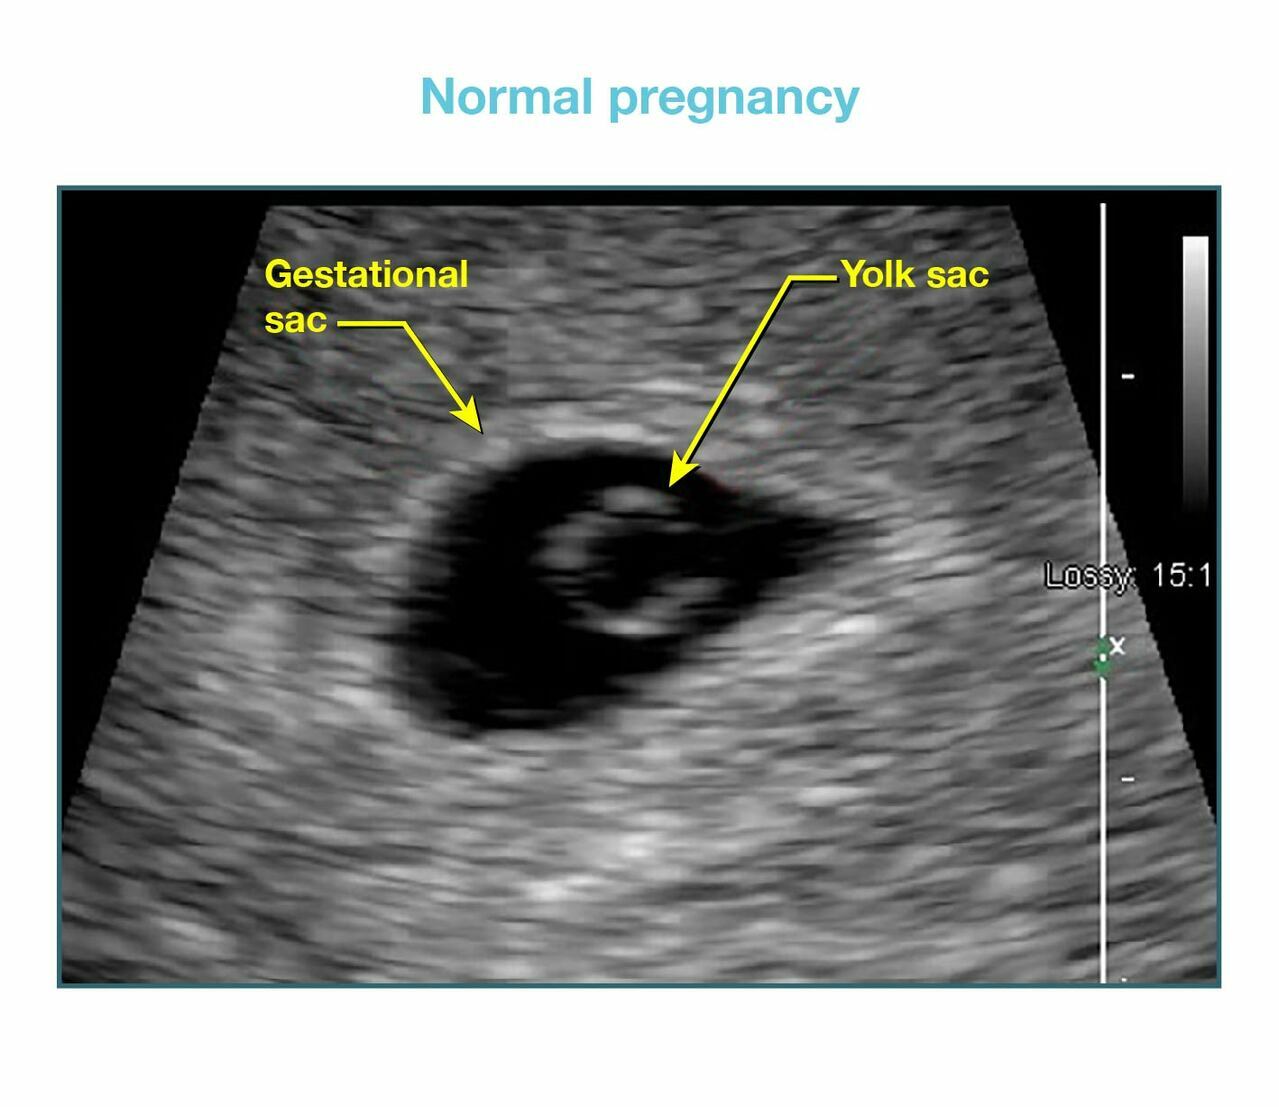 Normal pregnancy
Gestational
sac
Yolk sac
Lossy: 15:1
x